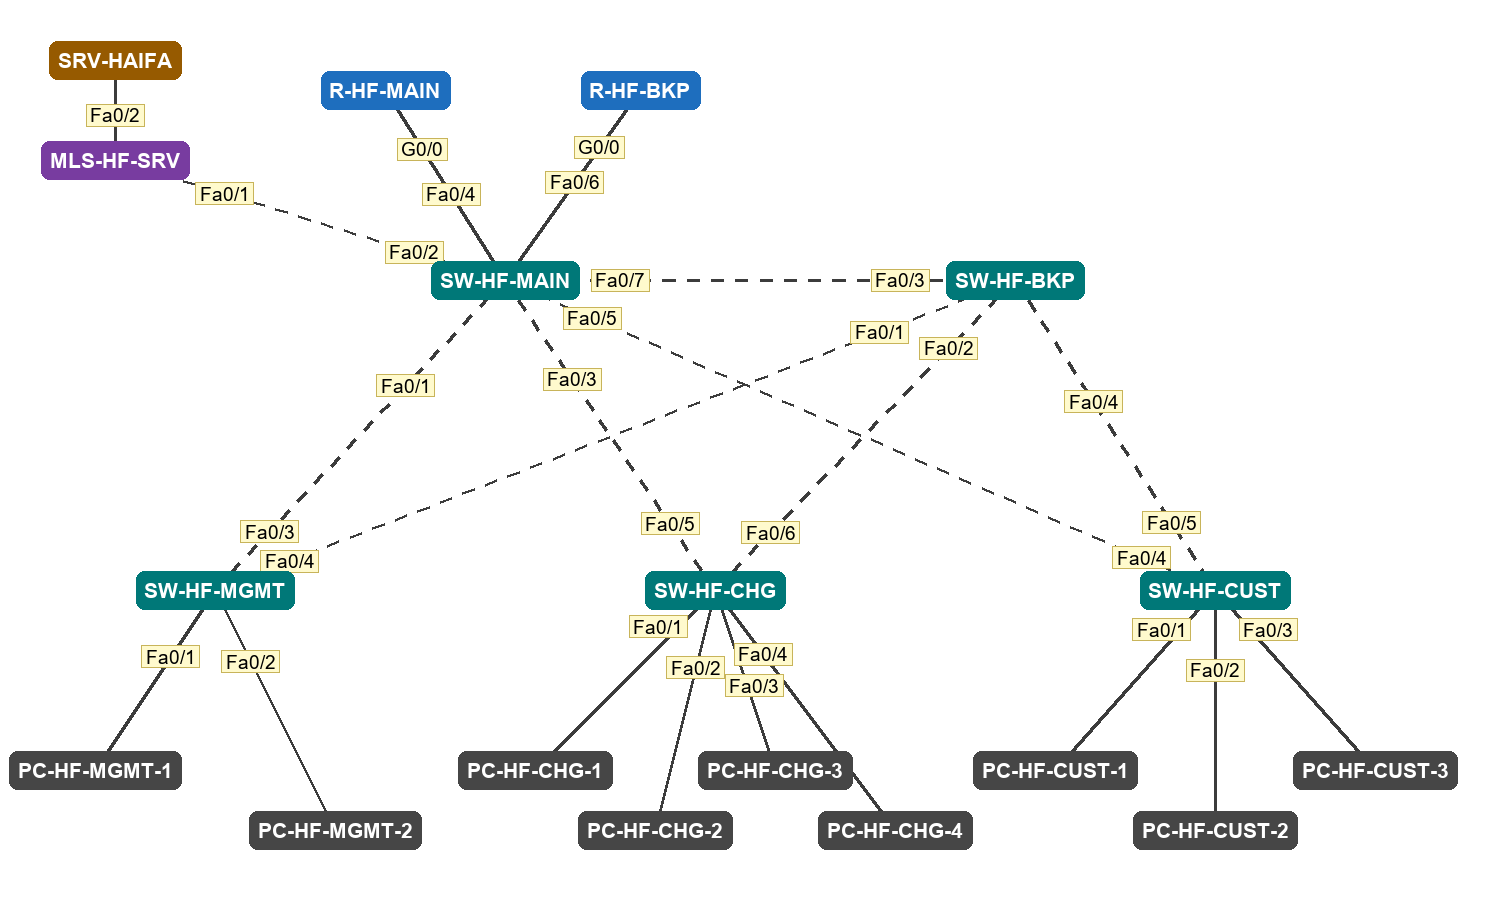 SRV-HAIFA
R-HF-MAIN
R-HF-BKP
Fa0/2
G0/0
G0/0
MLS-HF-SRV
Fa0/1
Fa0/4
Fa0/6
Fa0/2
SW-HF-MAIN
Fa0/7
Fa0/3
SW-HF-BKP
Fa0/5
Fa0/1
Fa0/2
Fa0/1
Fa0/3
Fa0/4
Fa0/3
Fa0/4
Fa0/5
Fa0/6
Fa0/5
Fa0/4
SW-HF-MGMT
SW-HF-CHG
SW-HF-CUST
Fa0/1
Fa0/2
Fa0/1
Fa0/2
Fa0/4
Fa0/3
Fa0/1
Fa0/2
Fa0/3
PC-HF-MGMT-1
PC-HF-CHG-1
PC-HF-CHG-3
PC-HF-CUST-1
PC-HF-CUST-3
PC-HF-MGMT-2
PC-HF-CHG-2
PC-HF-CHG-4
PC-HF-CUST-2